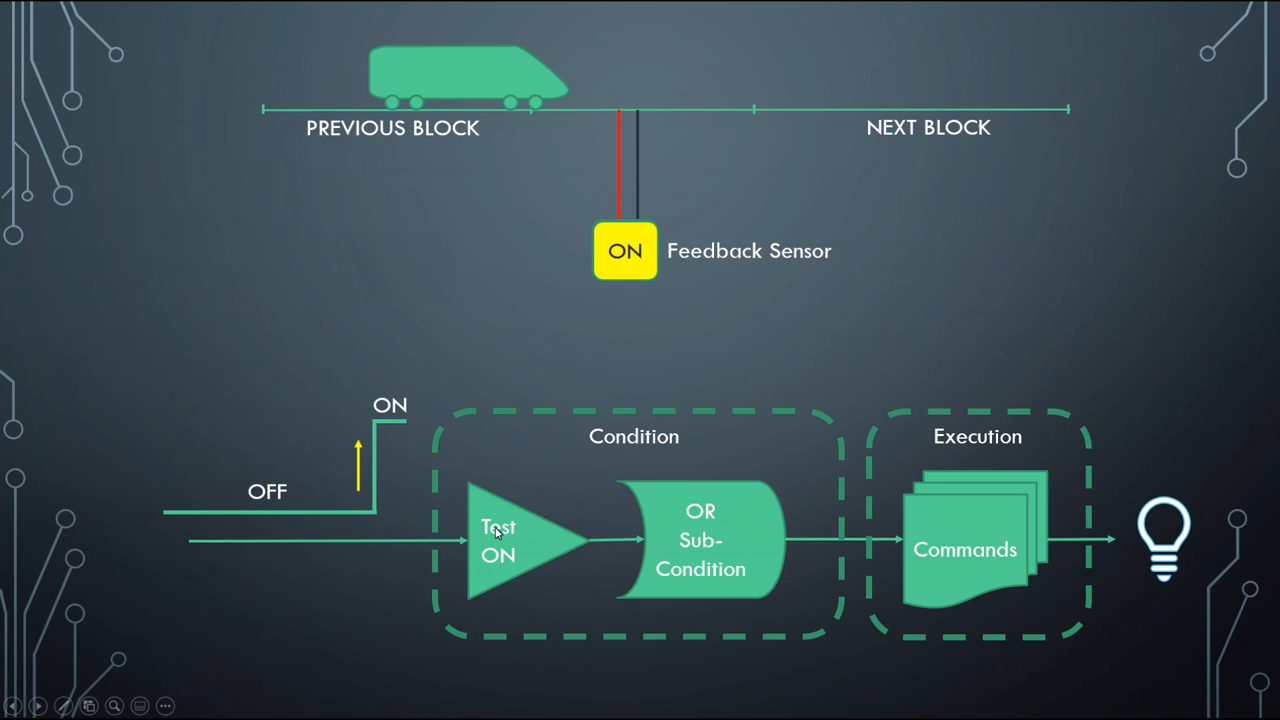 PREVIOUS BLOCK
NEXT BLOCK
ON
Feedback Sensor
ON
OFF
Condition
Execution
Test
ON
OR
Sub-
Condition
Commands